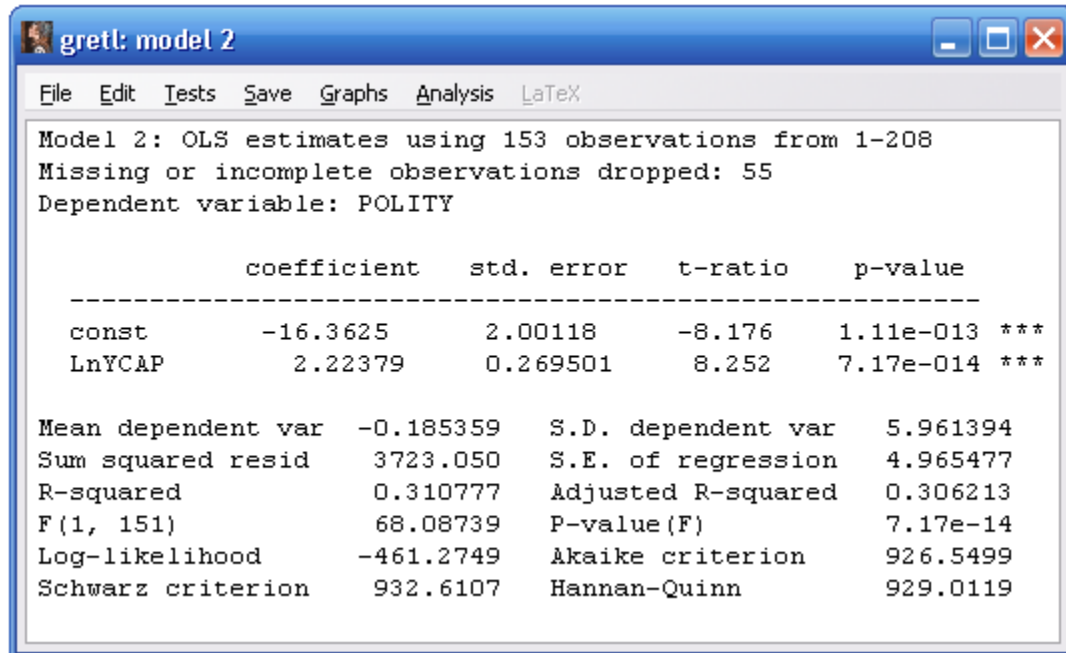 gretl: model 2
File Edit Tests Save Graphs Analysis LaTeX
Model 2: OLS estimates using 153 observations from 1-208
Missing or incomplete observations dropped: 55
Dependent variable: POLITY
coefficient std. error t-ratio p-value
---------------------------------------------------------
const -16.3625 2.00118 -8.176 1.11e-013 ***
LnYCAP 2.22379 0.269501 8.252 7.17e-014 ***
Mean dependent var -0.185359 S.D. dependent var 5.961394
Sum squared resid 3723.050 S.E. of regression 4.965477
R-squared 0.310777 Adjusted R-squared 0.306213
F(1, 151) 68.08739 P-value(F) 7.17e-14
Log-likelihood -461.2749 Akaike criterion 926.5499
Schwarz criterion 932.6107 Hannan-Quinn 929.0119